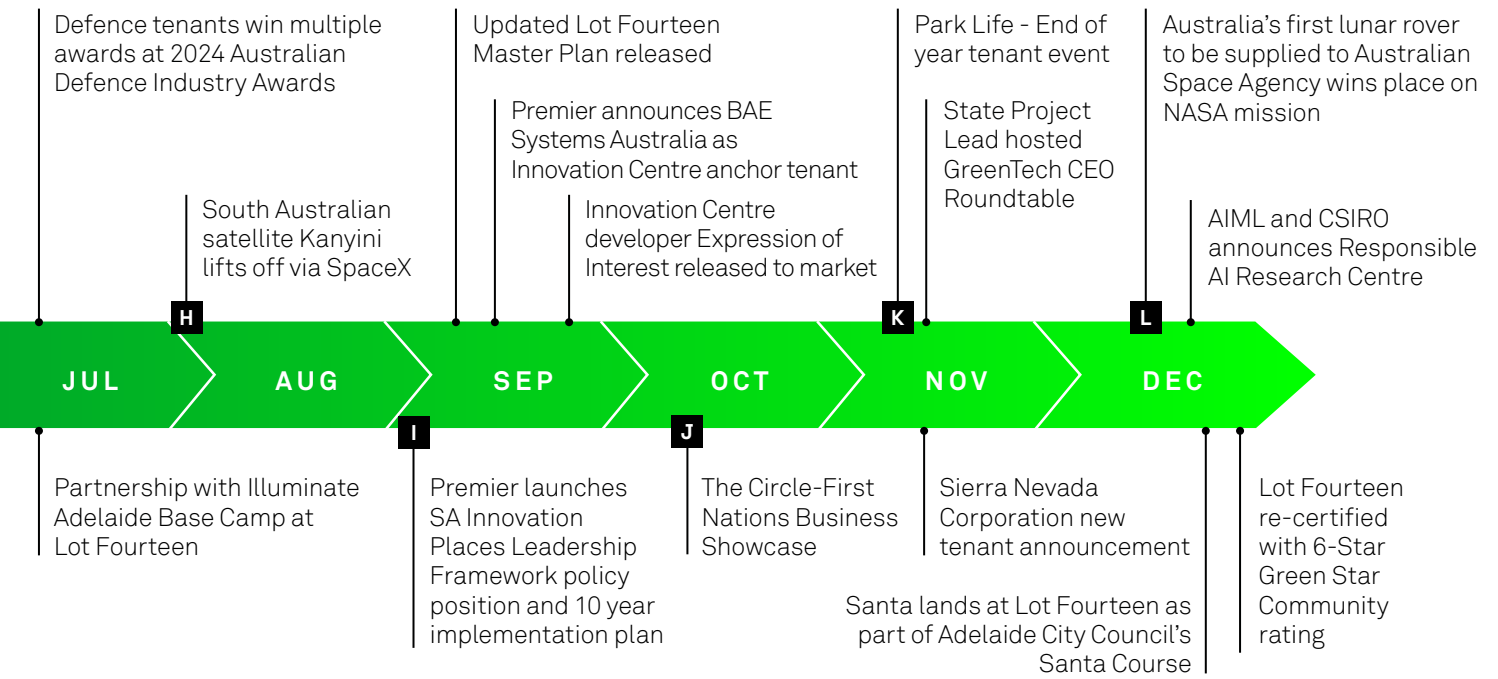 Defence tenants win multiple
awards at 2024 Australian
Defence Industry Awards
Updated Lot Fourteen
Master Plan released
Park Life - End of
year tenant event
Australia’s first lunar rover
to be supplied to Australian
Space Agency wins place on
NASA mission
Premier announces BAE
Systems Australia as
Innovation Centre anchor tenant
State Project
Lead hosted
GreenTech CEO
Roundtable
South Australian
satellite Kanyini
lifts off via SpaceX
Innovation Centre
developer Expression of
Interest released to market
AIML and CSIRO
announces Responsible
AI Research Centre
H
K
L
JUL
AUG
SEP
OCT
NOV
DEC
I
J
Partnership with Illuminate
Adelaide Base Camp at
Lot Fourteen
Premier launches
SA Innovation
Places Leadership
Framework policy
position and 10 year
implementation plan
The Circle-First
Nations Business
Showcase
Sierra Nevada
Corporation new
tenant announcement
Santa lands at Lot Fourteen as
part of Adelaide City Council’s
Santa Course
Lot Fourteen
re-certified
with 6-Star
Green Star
Community
rating